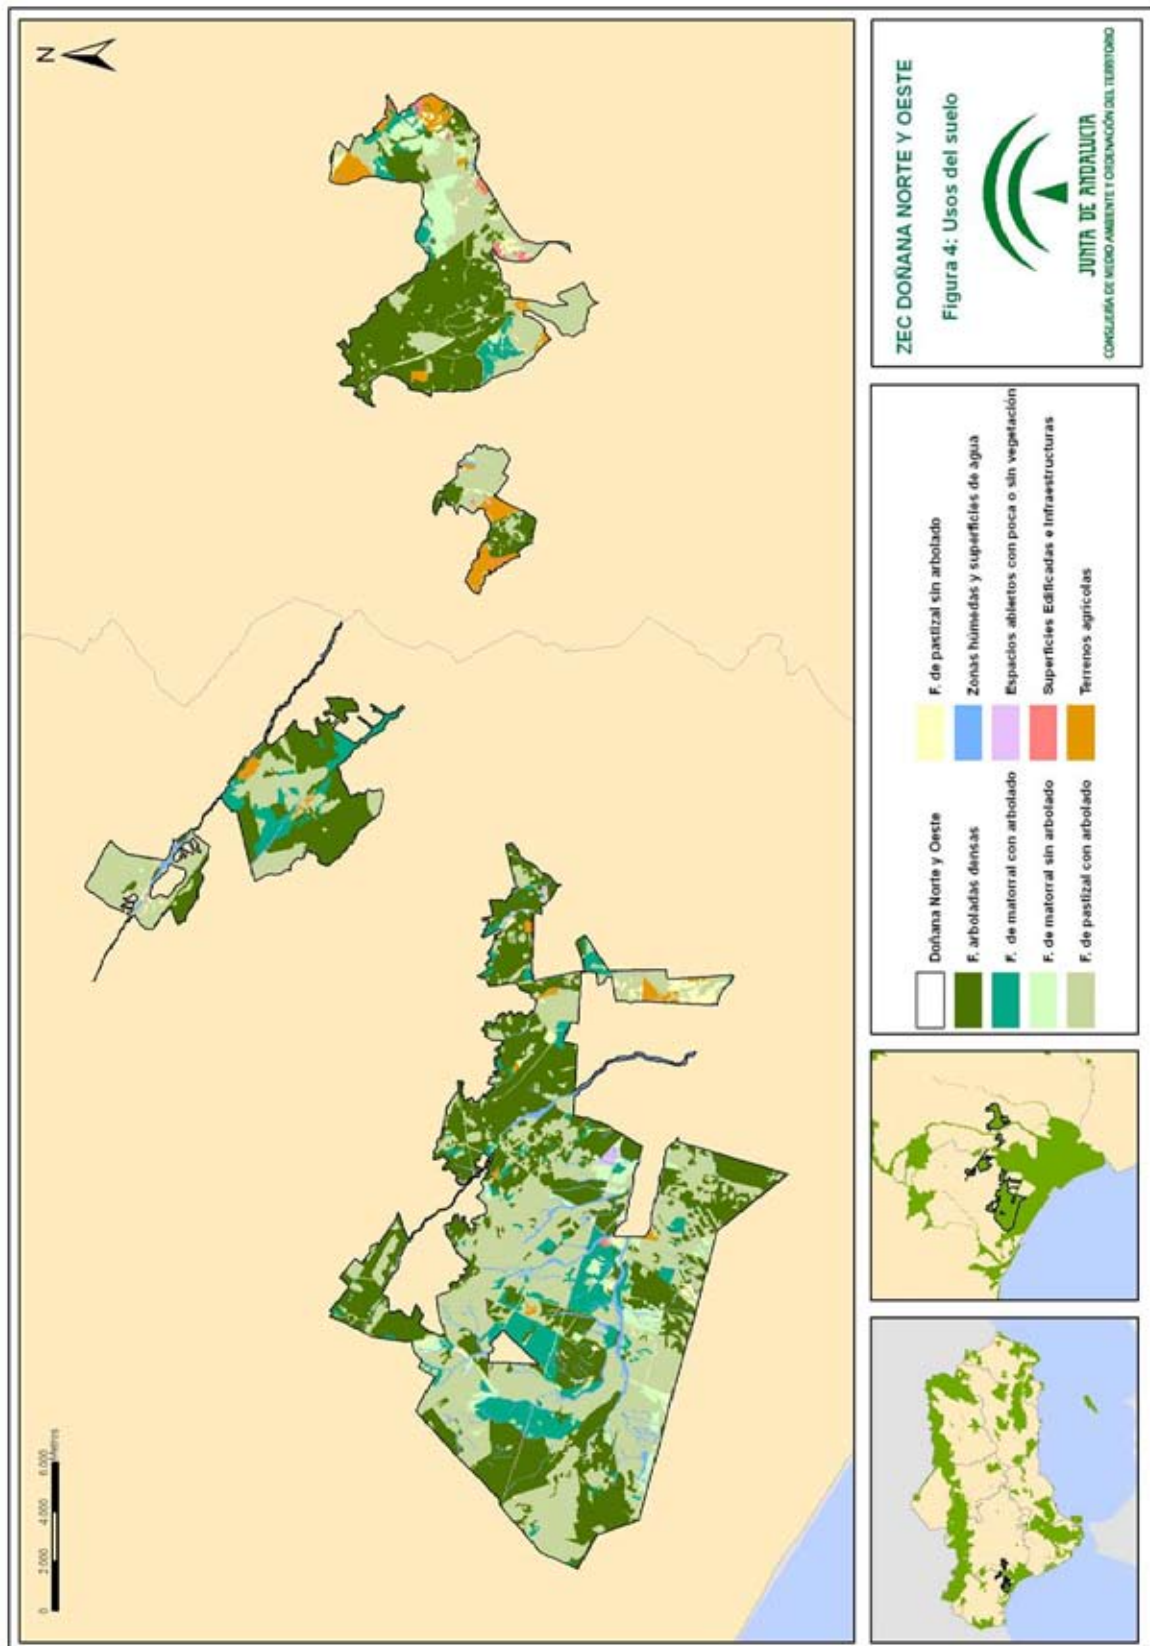 N
0
2.000
4.000
6.000
Metros
Doñana Norte y Oeste
F. arboladas densas
F. de matorral con arbolado
F. de matorral sin arbolado
F. de pastizal con arbolado
F. de pastizal sin arbolado
Zonas húmedas y superficies de agua
Espacios abiertos con poca o sin vegetación
Superficies Edificadas e Infraestructuras
Terrenos agrícolas
ZEC DOÑANA NORTE Y OESTE
Figura 4: Usos del suelo
JUNTA DE ANDALUCIA
CONSEJERÍA DE MEDIO AMBIENTE Y ORDENACIÓN DEL TERRITORIO